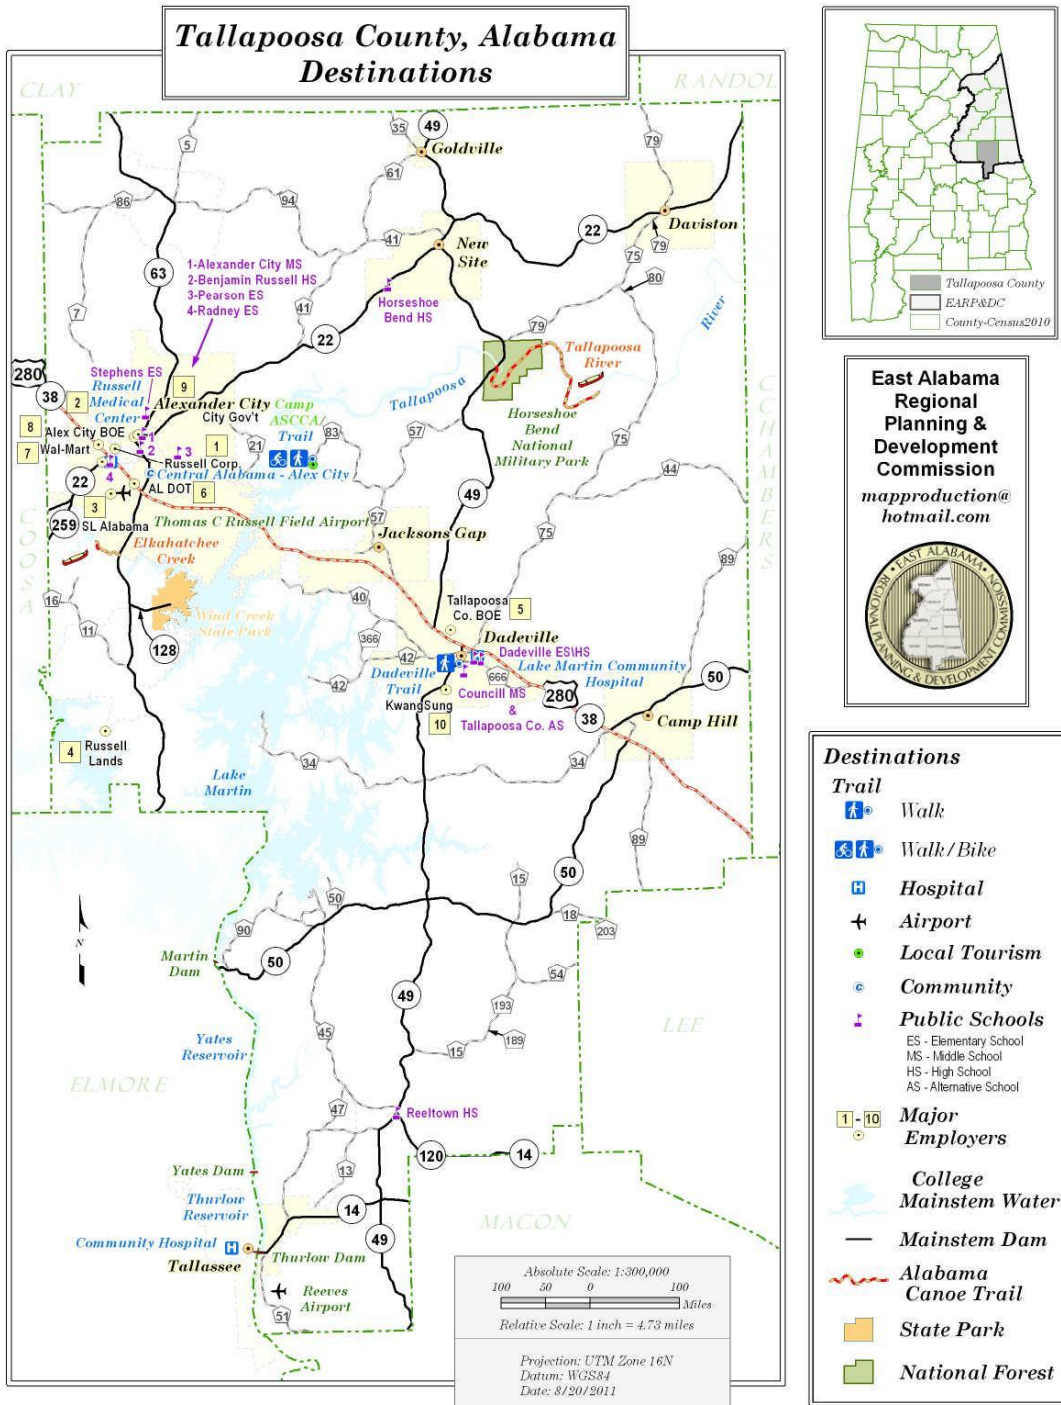 Tallapoosa County, Alabama
Destinations
CLAY
RANDOL
49
35
Goldville
5
61
79
86
94
Daviston
22
79
41
New
Site
75
63
80
1-Alexander City MS
2-Benjamin Russell HS
3-Pearson ES
4-Radney ES
Horseshoe
Bend HS
River
41
7
22
79
Tallapoosa
River
280
Stephens ES
38
2
Russell
Medical
Center
9
Tallapoosa
Alexander City
City Gov't
Camp
ASCCA/
Trail
Horseshoe
Bend
National
Military Park
8
Alex City BOE
1
83
57
75
7
Wal-Mart
1
2
3
21
Russell Corp.
4
Central Alabama - Alex City
44
22
AL DOT
6
49
3
259
SL Alabama
Thomas C Russell Field Airport
57
75
CHAMBERS
COOSA
Elkahatchee
Creek
Jacksons Gap
89
16
Wind Creek
State Park
40
Tallapoosa
Co. BOE
5
11
366
Dadeville
128
42
Dadeville ES\HS
42
Dadeville
Trail
666
Lake Martin Community
Hospital
50
KwangSung
Councill MS
&
Tallapoosa Co. AS
280
10
38
Camp Hill
4
Russell
Lands
34
34
Lake
Martin
89
50
15
50
90
18
203
Martin
Dam
50
54
49
193
LEE
Yates
Reservoir
45
189
15
ELMORE
47
Reeltown HS
120
14
Yates Dam
13
Thurlow
Reservoir
14
MACON
Community Hospital
49
Tallassee
Thurlow Dam
Reeves
Airport
51
N
Absolute Scale: 1:300,000
100 50 0 100
Miles
Relative Scale: 1 inch = 4.73 miles
Projection: UTM Zone 16N
Datum: WGS84
Date: 8/20/2011
Tallapoosa County
EARP&DC
County-Census2010
East Alabama
Regional
Planning &
Development
Commission
mapproduction@
hotmail.com
EAST ALABAMA
REGIONAL PLANNING & DEVELOPMENT COMMISSION
Destinations
Trail
Walk
Walk/Bike
H Hospital
Airport
Local Tourism
C Community
Public Schools
ES - Elementary School
MS - Middle School
HS - High School
AS - Alternative School
1 - 10 Major
Employers
College
Mainstem Water
Mainstem Dam
Alabama
Canoe Trail
State Park
National Forest